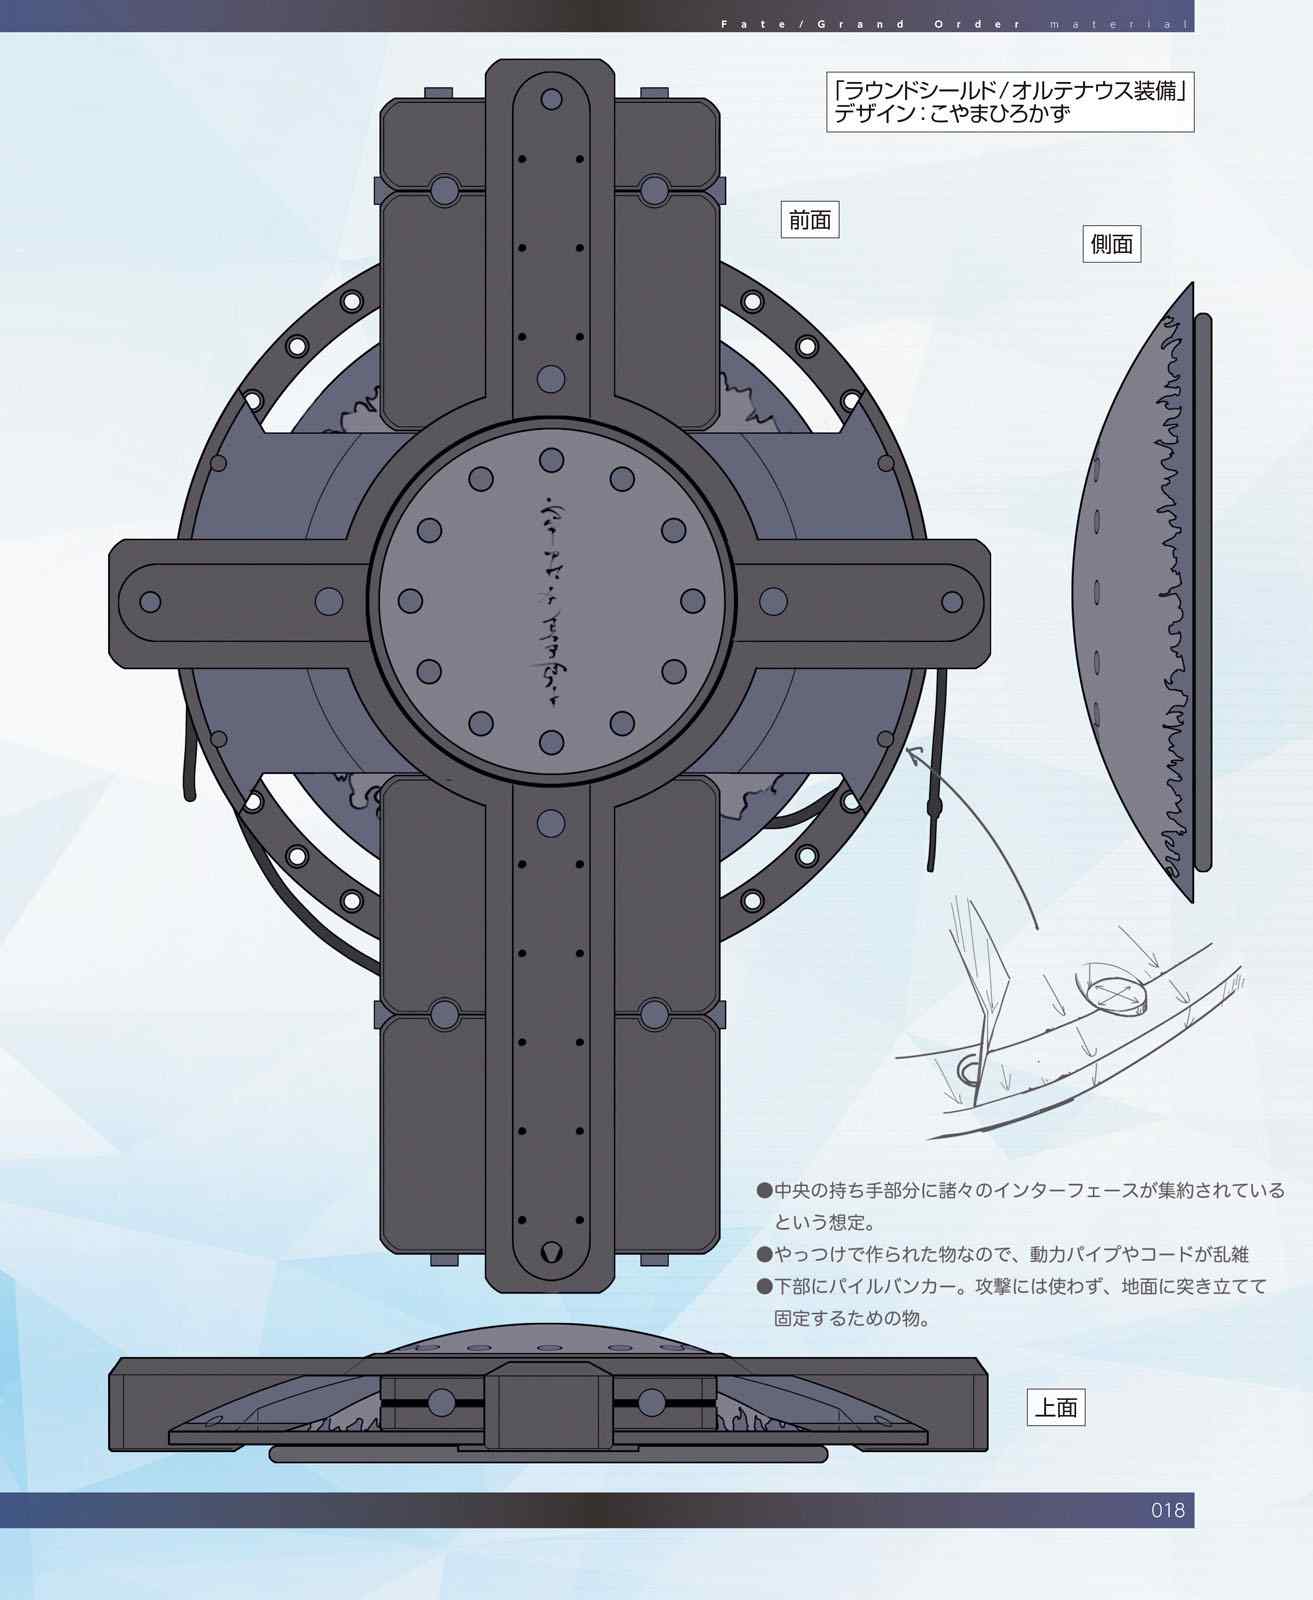 Fate/Grand Order material
「ラウンドシールド/オルテナウス装備」
デザイン：こやまひろかず
前面
側面
●中央の持ち手部分に諸々のインターフェースが集約されている
という想定。
●やっつけで作られた物なので、動力パイプやコードが乱雑
●下部にパイルバンカー。攻撃には使わず、地面に突き立てて
固定するための物。
上面
018